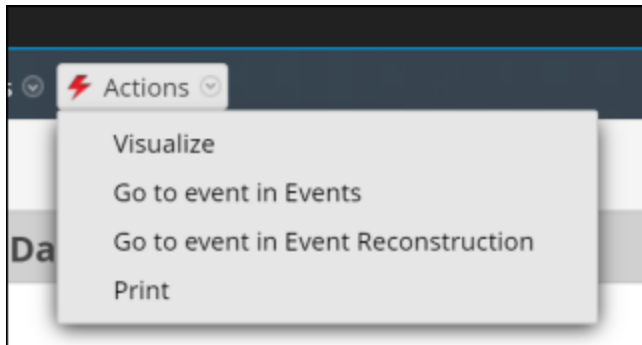 Actions
Visualize
Go to event in Events
Go to event in Event Reconstruction
Da
Print